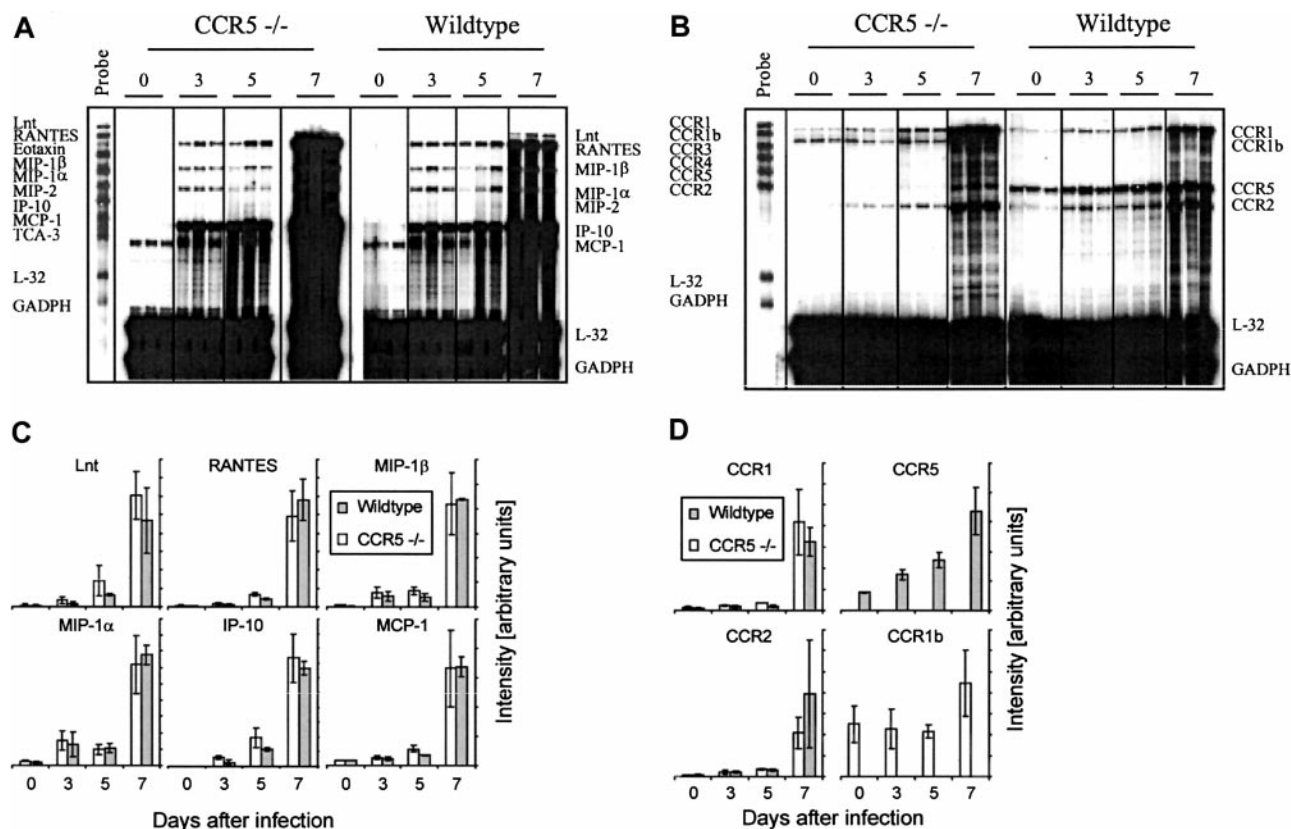 A
CCR5 -/-
Wildtype
Probe
0 3 5 7 0 3 5 7
Lnt
RANTES
Eotaxin
MIP-1β
MIP-1α
MIP-2
IP-10
MCP-1
TCA-3
L-32
GADPH
Lnt
RANTES
MIP-1β
MIP-1α
MIP-2
IP-10
MCP-1
L-32
GADPH
B
CCR5 -/-
Wildtype
Probe
0 3 5 7 0 3 5 7
CCR1
CCR1b
CCR3
CCR4
CCR5
CCR2
L-32
GADPH
CCR1
CCR1b
CCR5
CCR2
L-32
GADPH
C
Lnt
RANTES
MIP-1β
Wildtype
CCR5 -/-
MIP-1α
IP-10
MCP-1
Intensity [arbitrary units]
0 3 5 7 0 3 5 7 0 3 5 7
Days after infection
D
CCR1
CCR5
Wildtype
CCR5 -/-
CCR2
CCR1b
Intensity [arbitrary units]
0 3 5 7 0 3 5 7
Days after infection